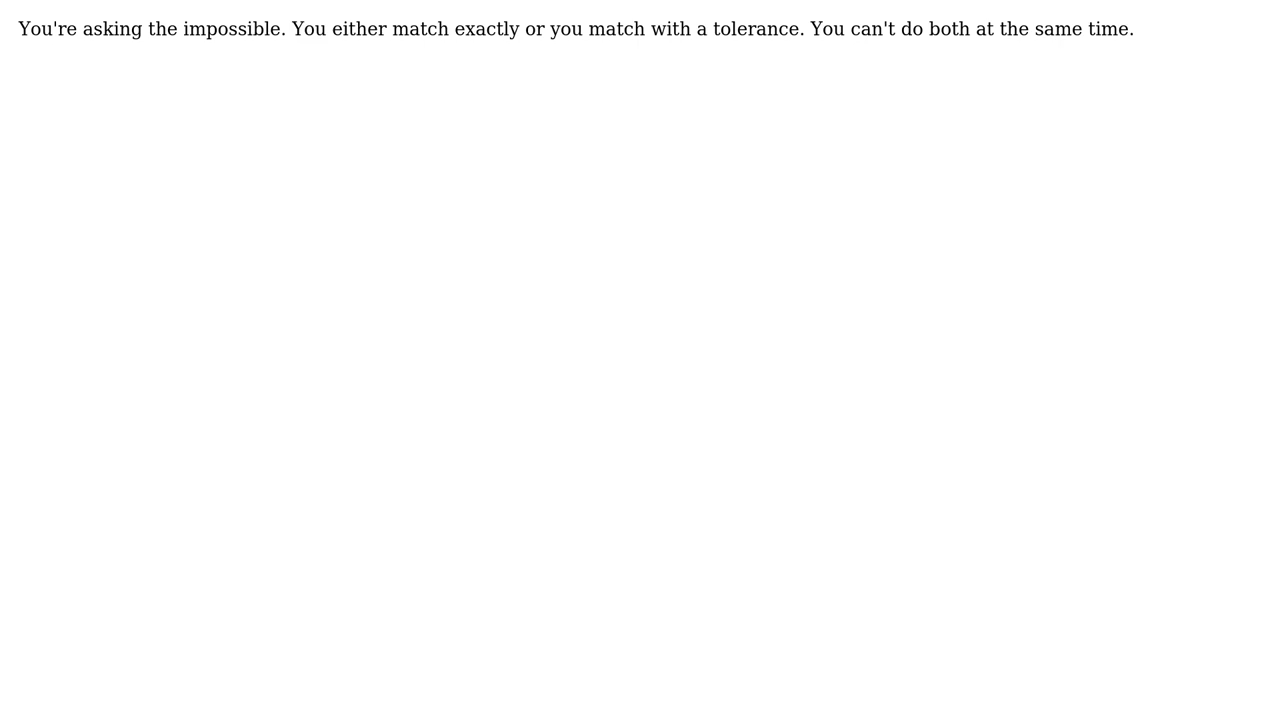 You're asking the impossible. You either match exactly or you match with a tolerance. You can't do both at the same time.